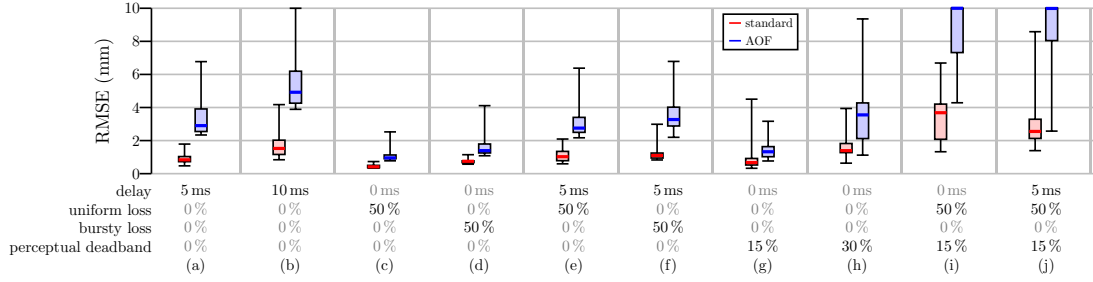 10
8
6
4
2
0
RMSE (mm)
standard
AOF
delay 5 ms 10 ms 0 ms 0 ms 5 ms 5 ms 0 ms 0 ms 0 ms 5 ms
uniform loss 0 % 0 % 50 % 0 % 50 % 0 % 0 % 0 % 50 % 50 %
bursty loss 0 % 0 % 0 % 50 % 0 % 50 % 0 % 0 % 0 % 0 %
perceptual deadband 0 % 0 % 0 % 0 % 0 % 0 % 15 % 30 % 15 % 15 %
(a) (b) (c) (d) (e) (f) (g) (h) (i) (j)